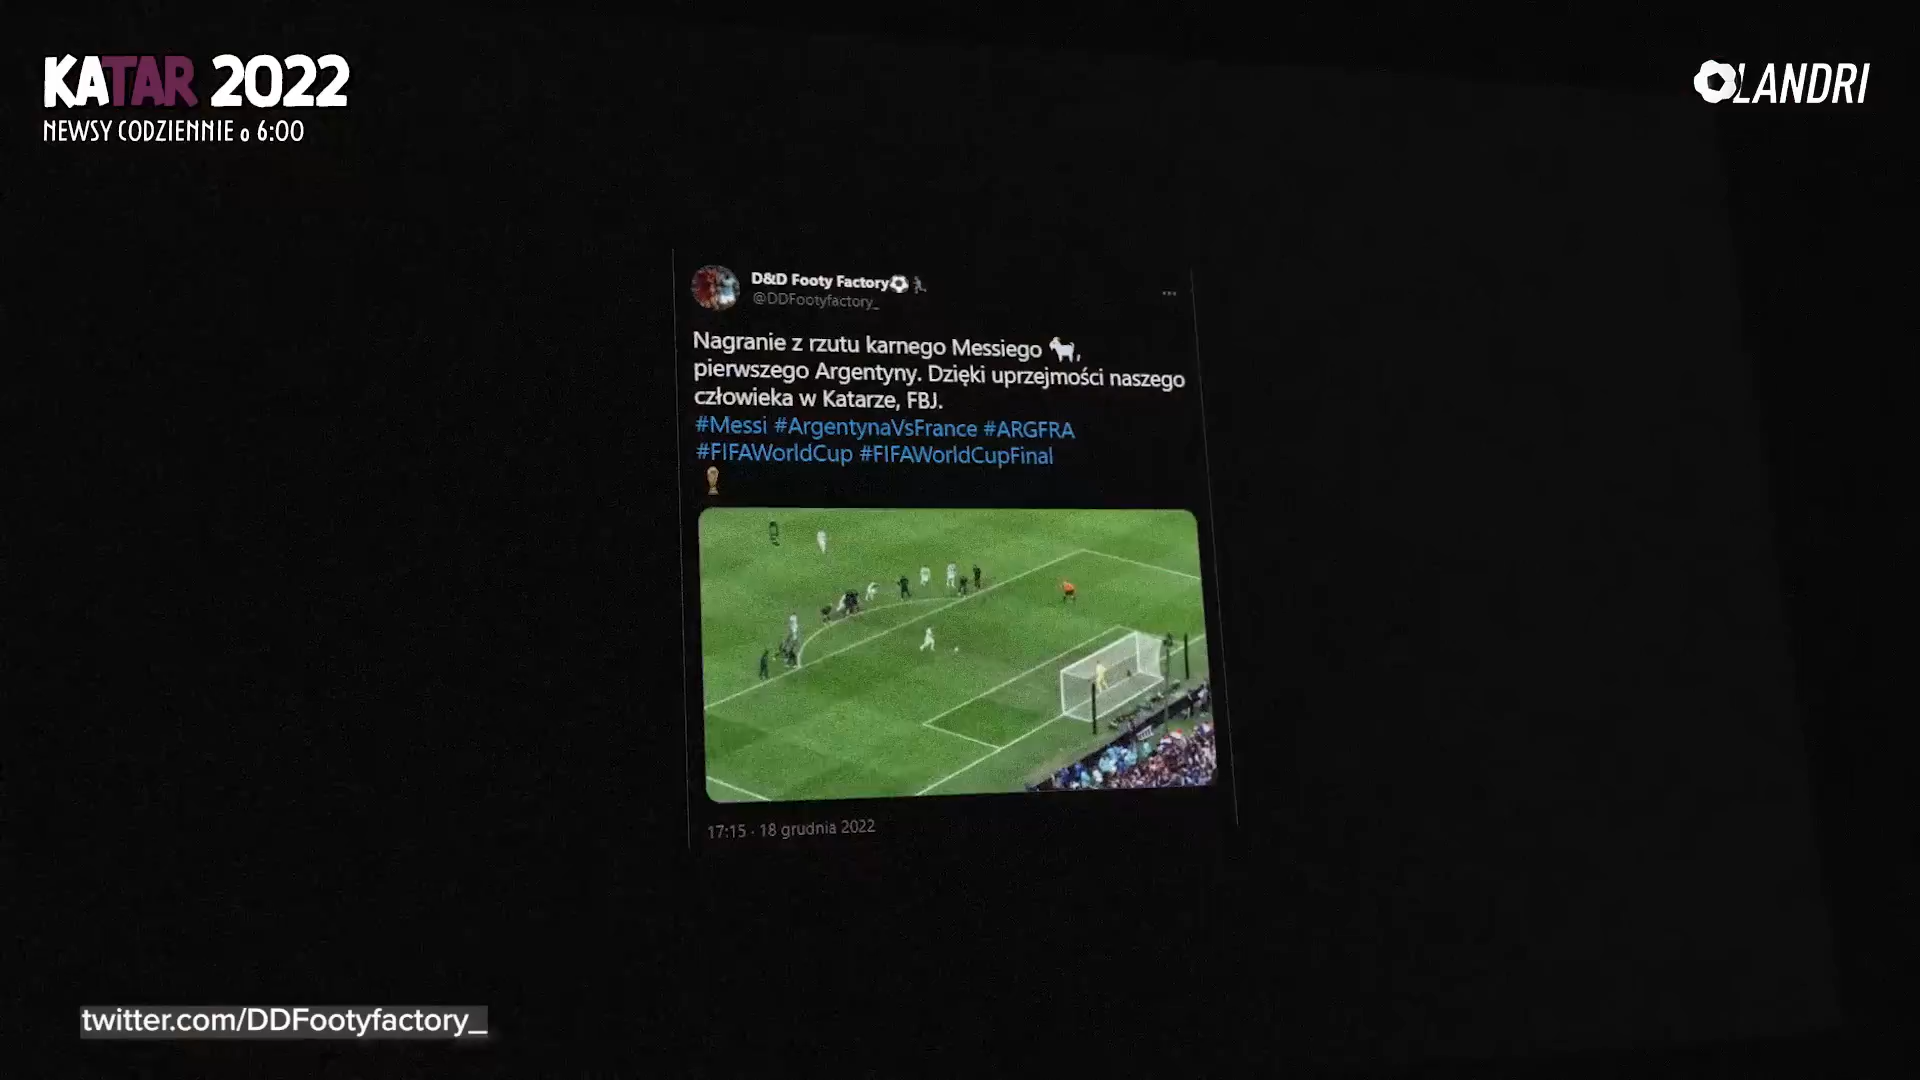 KATAR 2022
NEWSY CODZIENNIE o 6:00
OLANDRI
D&D Footy Factory
@DDFootyfactory_
Nagranie z rzutu karnego Messiego 🐐,
pierwszego Argentyny. Dzięki uprzejmości naszego
człowieka w Katarze, FBJ.
#Messi #ArgentynaVsFrance #ARGFRA
#FIFAWorldCup #FIFAWorldCupFinal
17:15 · 18 grudnia 2022
twitter.com/DDFootyfactory_